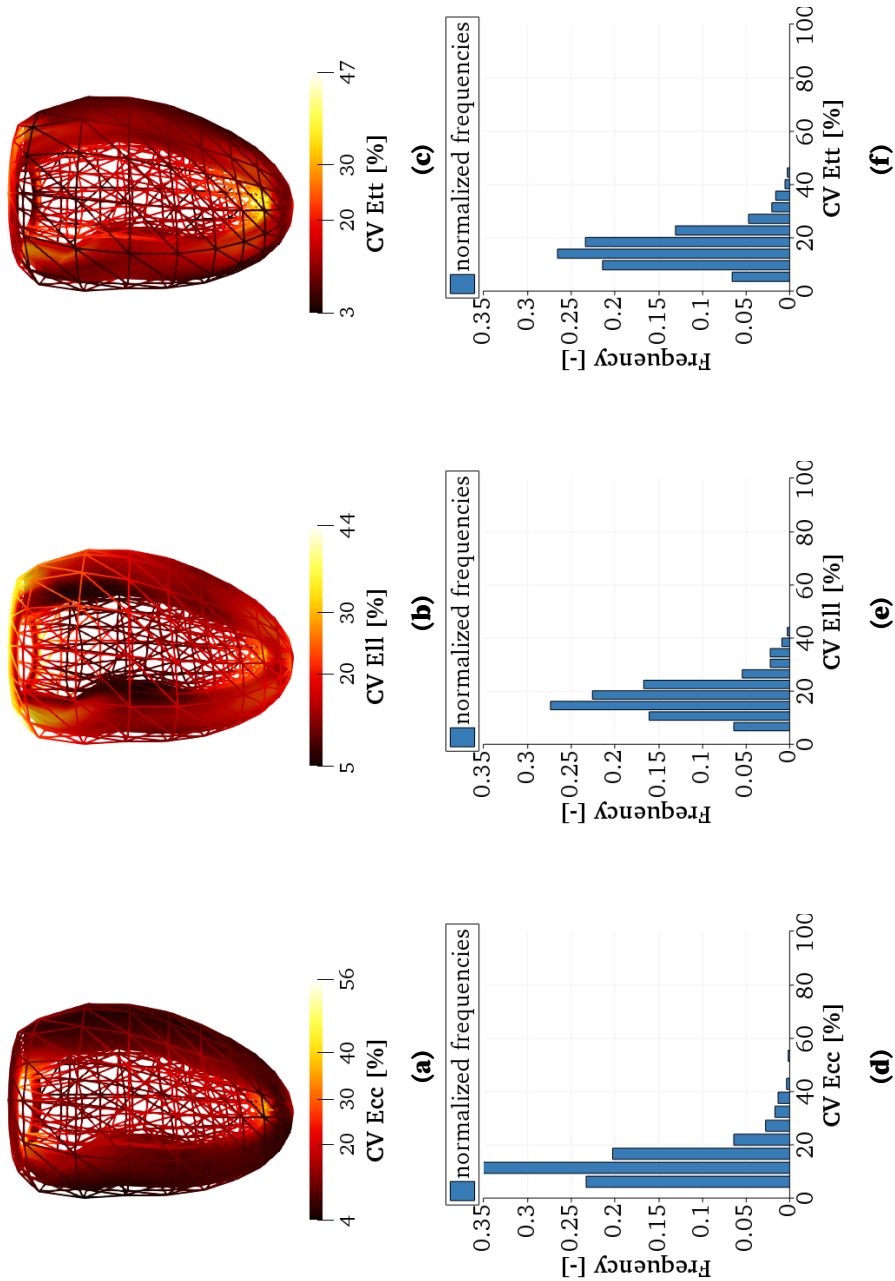 4 20 30 40 56
CV Ecc [%]
(a)
5 20 30 44
CV Ell [%]
(b)
3 20 30 47
CV Ett [%]
(c)
normalized frequencies
0.35
0.3
0.25
0.2
0.15
0.1
0.05
0
Frequency [-]
0 20 40 60 80 100
CV Ecc [%]
(d)
normalized frequencies
0.35
0.3
0.25
0.2
0.15
0.1
0.05
0
Frequency [-]
0 20 40 60 80 100
CV Ell [%]
(e)
normalized frequencies
0.35
0.3
0.25
0.2
0.15
0.1
0.05
0
Frequency [-]
0 20 40 60 80 100
CV Ett [%]
(f)